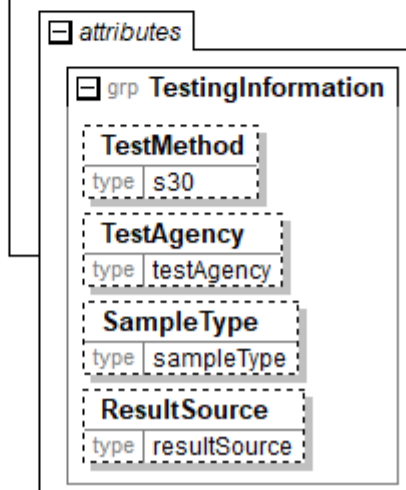 attributes
grp TestingInformation
TestMethod
type s30
TestAgency
type testAgency
SampleType
type sampleType
ResultSource
type resultSource